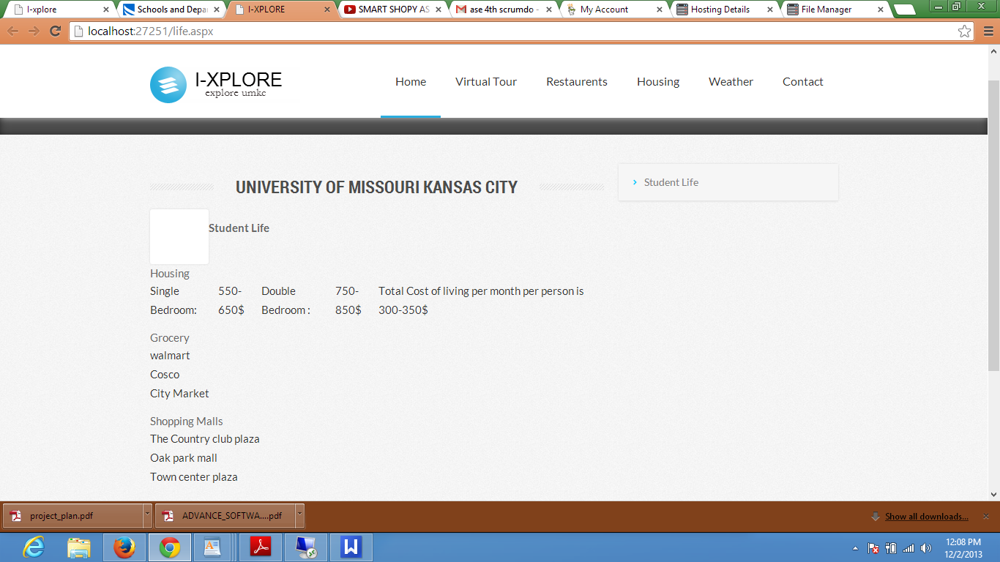 I-xplore
Schools and Depa
I-XPLORE
SMART SHOPY AS
ase 4th scrumdo -
My Account
Hosting Details
File Manager
localhost:27251/life.aspx
I-XPLORE
explore umkc
Home Virtual Tour Restaurents Housing Weather Contact
UNIVERSITY OF MISSOURI KANSAS CITY
Student Life
Student Life
Housing
Single 550- Double 750- Total Cost of living per month per person is
Bedroom: 650$ Bedroom : 850$ 300-350$
Grocery
walmart
Cosco
City Market
Shopping Malls
The Country club plaza
Oak park mall
Town center plaza
project_plan.pdf
ADVANCE_SOFTWA....pdf
Show all downloads...
W
12:08 PM
12/2/2013